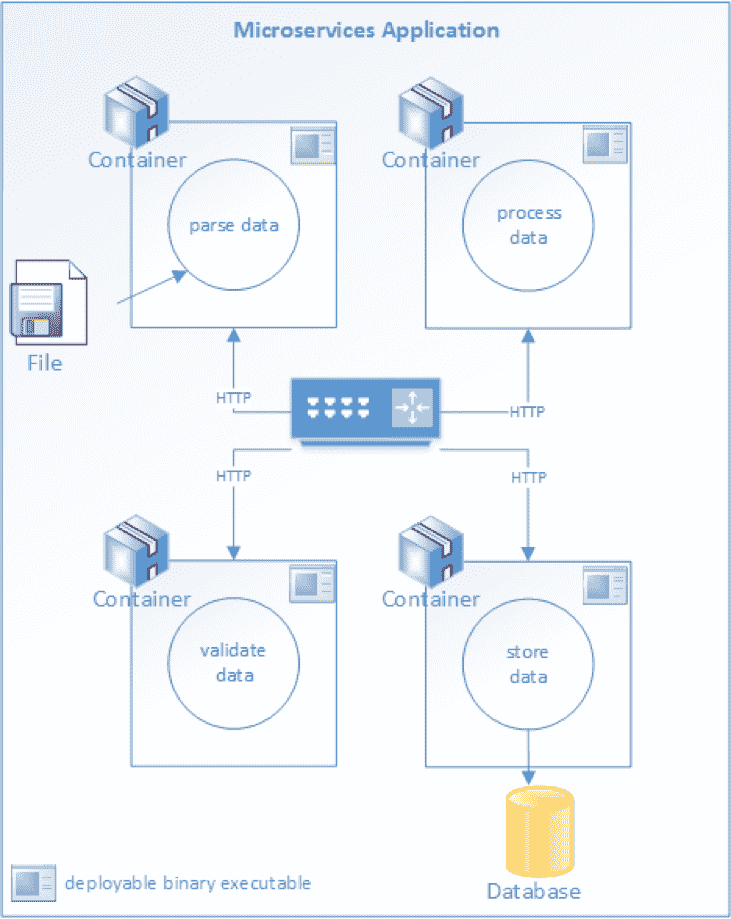 Microservices Application
Container
Container
parse data
process
data
File
HTTP
HTTP
HTTP
HTTP
Container
Container
validate
data
store
data
deployable binary executable
Database